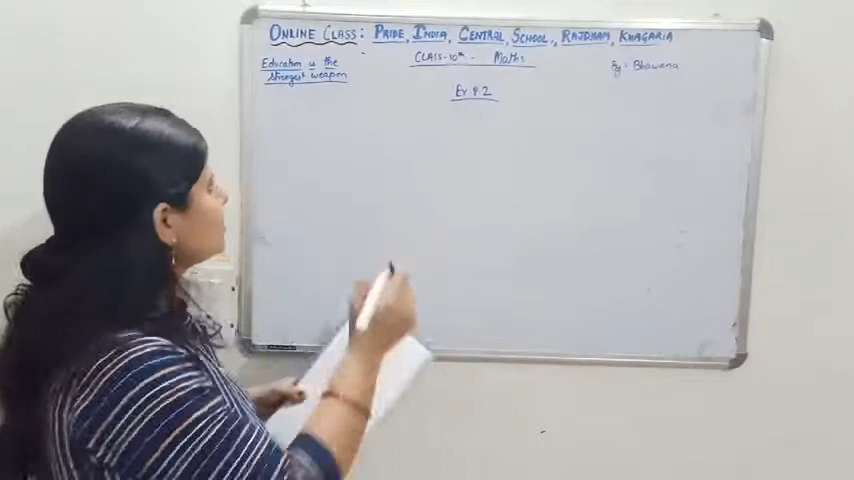 ONLINE CLASS: PRIDE INDIA, CENTRAL SCHOOL, RAJDHAM, KHAGARIA
Education is the strongest weapon
CLASS-10th - Maths
By: Bhawana
Ex 8.2